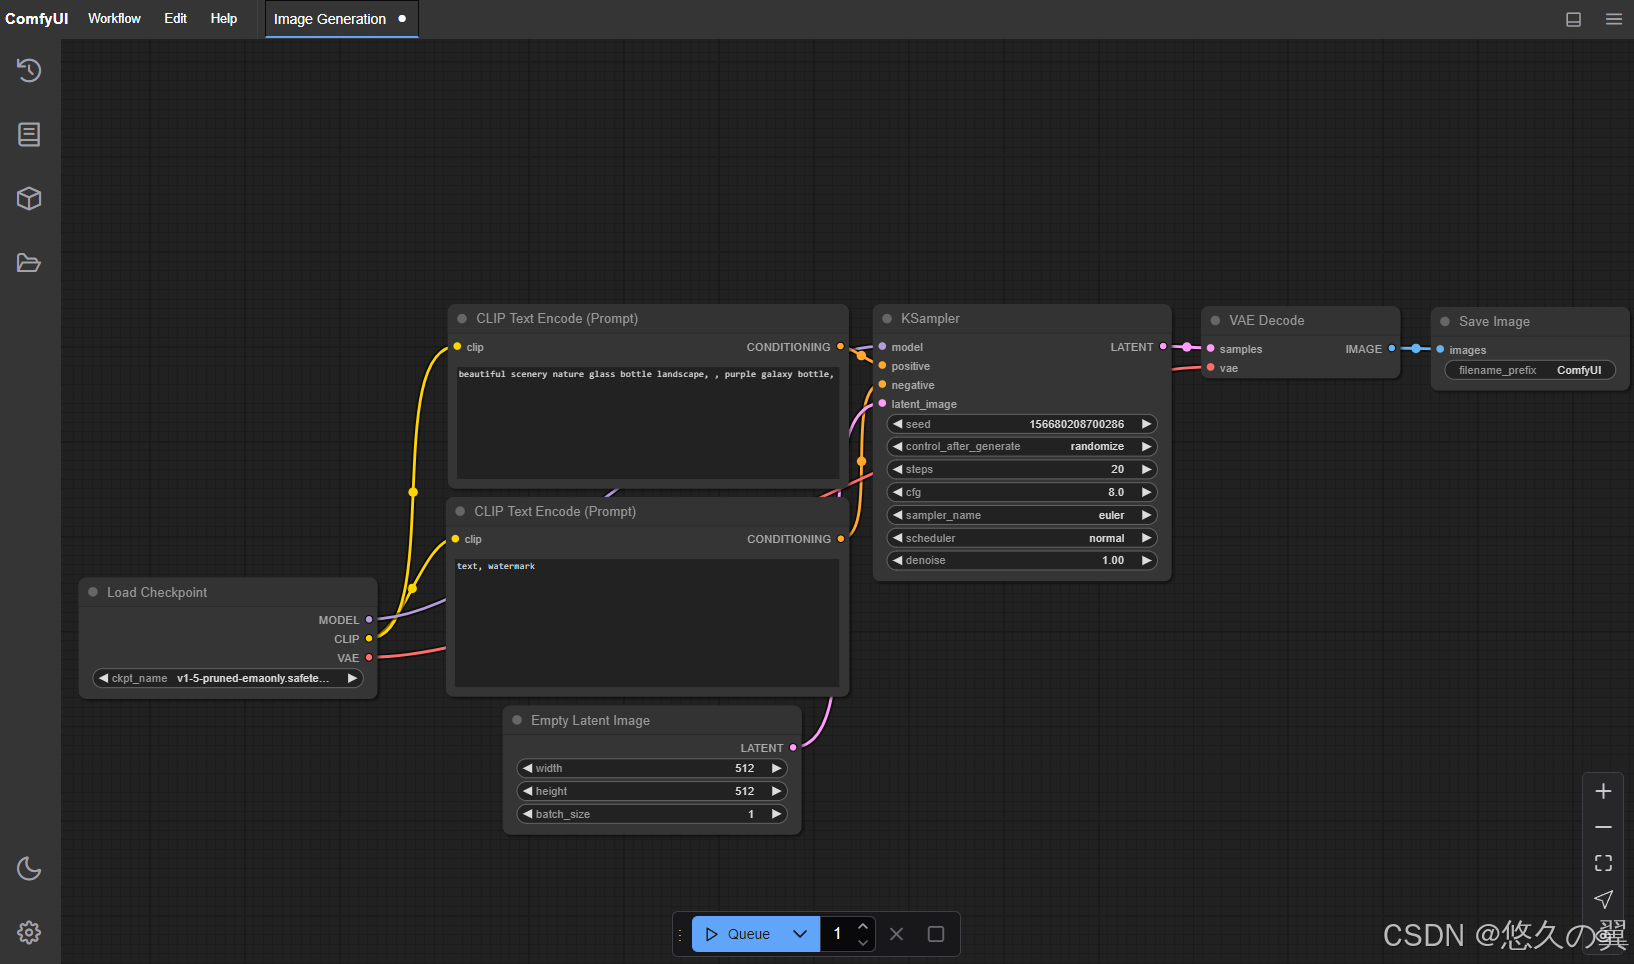 ComfyUI Workflow Edit Help Image Generation
CLIP Text Encode (Prompt)
clip CONDITIONING
beautiful scenery nature glass bottle landscape, , purple galaxy bottle,
CLIP Text Encode (Prompt)
clip CONDITIONING
text, watermark
Load Checkpoint
MODEL
CLIP
VAE
ckpt_name v1-5-pruned-emaonly.safete...
Empty Latent Image
LATENT
width 512
height 512
batch_size 1
KSampler
model LATENT
positive
negative
latent_image
seed 156680208700286
control_after_generate randomize
steps 20
cfg 8.0
sampler_name euler
scheduler normal
denoise 1.00
VAE Decode
samples IMAGE
vae
Save Image
images
filename_prefix ComfyUI
Queue 1
CSDN @悠久の翼